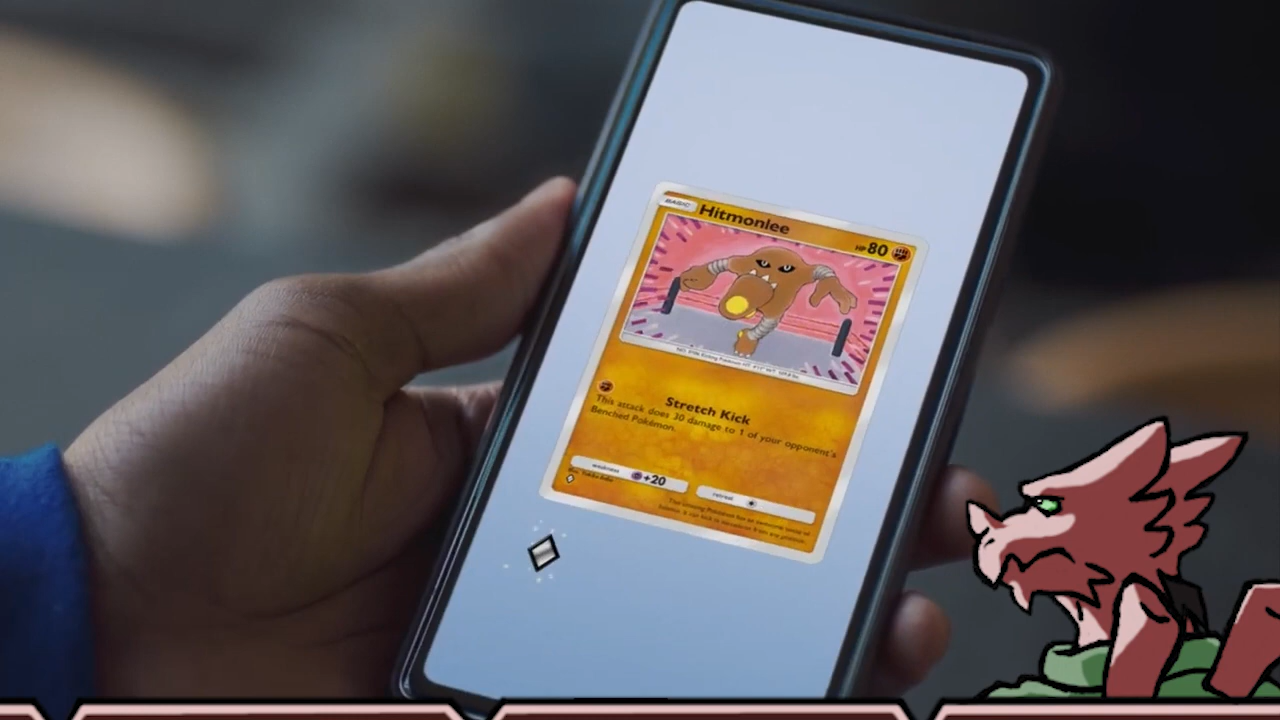 BASIC Hitmonlee HP 80
Stretch Kick
This attack does 30 damage to 1 of your opponent's
Benched Pokémon.
weakness +20 retreat